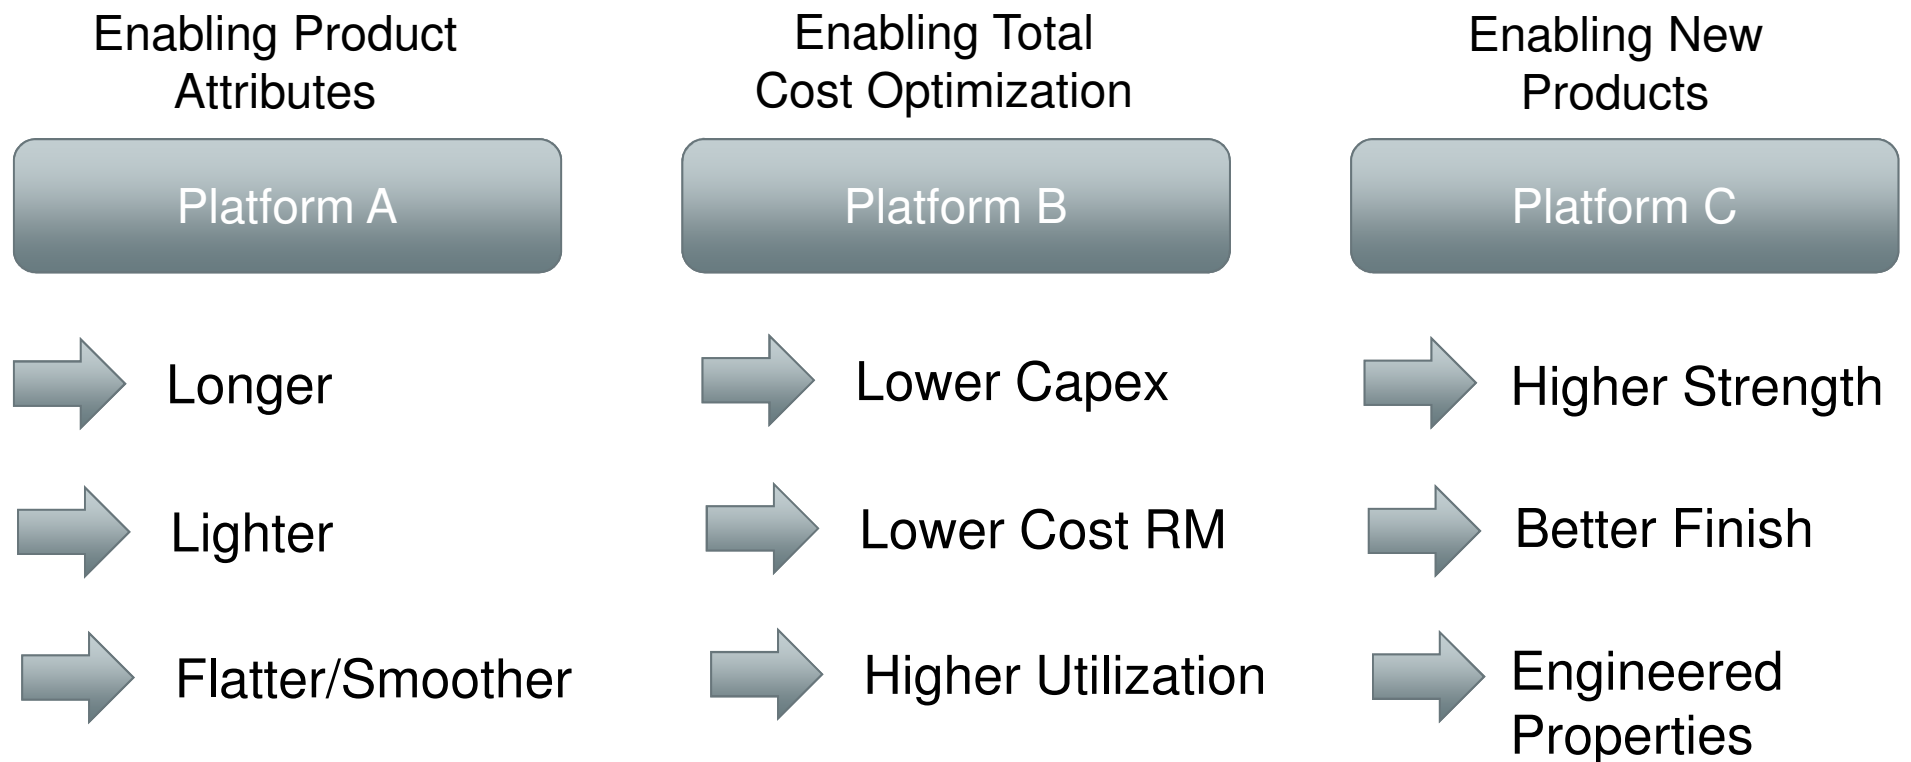 Enabling Product
Attributes
Platform A
Longer
Lighter
Flatter/Smoother
Enabling Total
Cost Optimization
Platform B
Lower Capex
Lower Cost RM
Higher Utilization
Enabling New
Products
Platform C
Higher Strength
Better Finish
Engineered
Properties